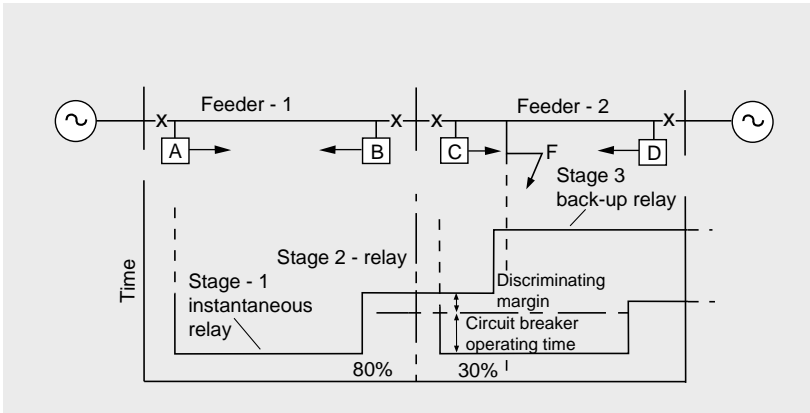 Feeder - 1
Feeder - 2
x
x
x
x
A
B
C
F
D
Stage 3
back-up relay
Stage 2 - relay
Stage - 1
instantaneous
relay
Discriminating
margin
Circuit breaker
operating time
Time
80%
30%